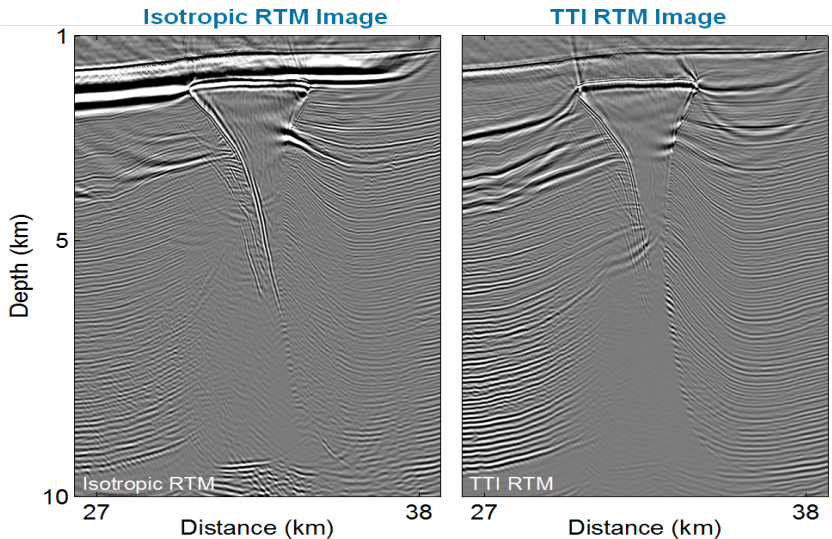 Isotropic RTM Image
TTI RTM Image
1
5
10
Depth (km)
Isotropic RTM
TTI RTM
27
38
27
38
Distance (km)
Distance (km)